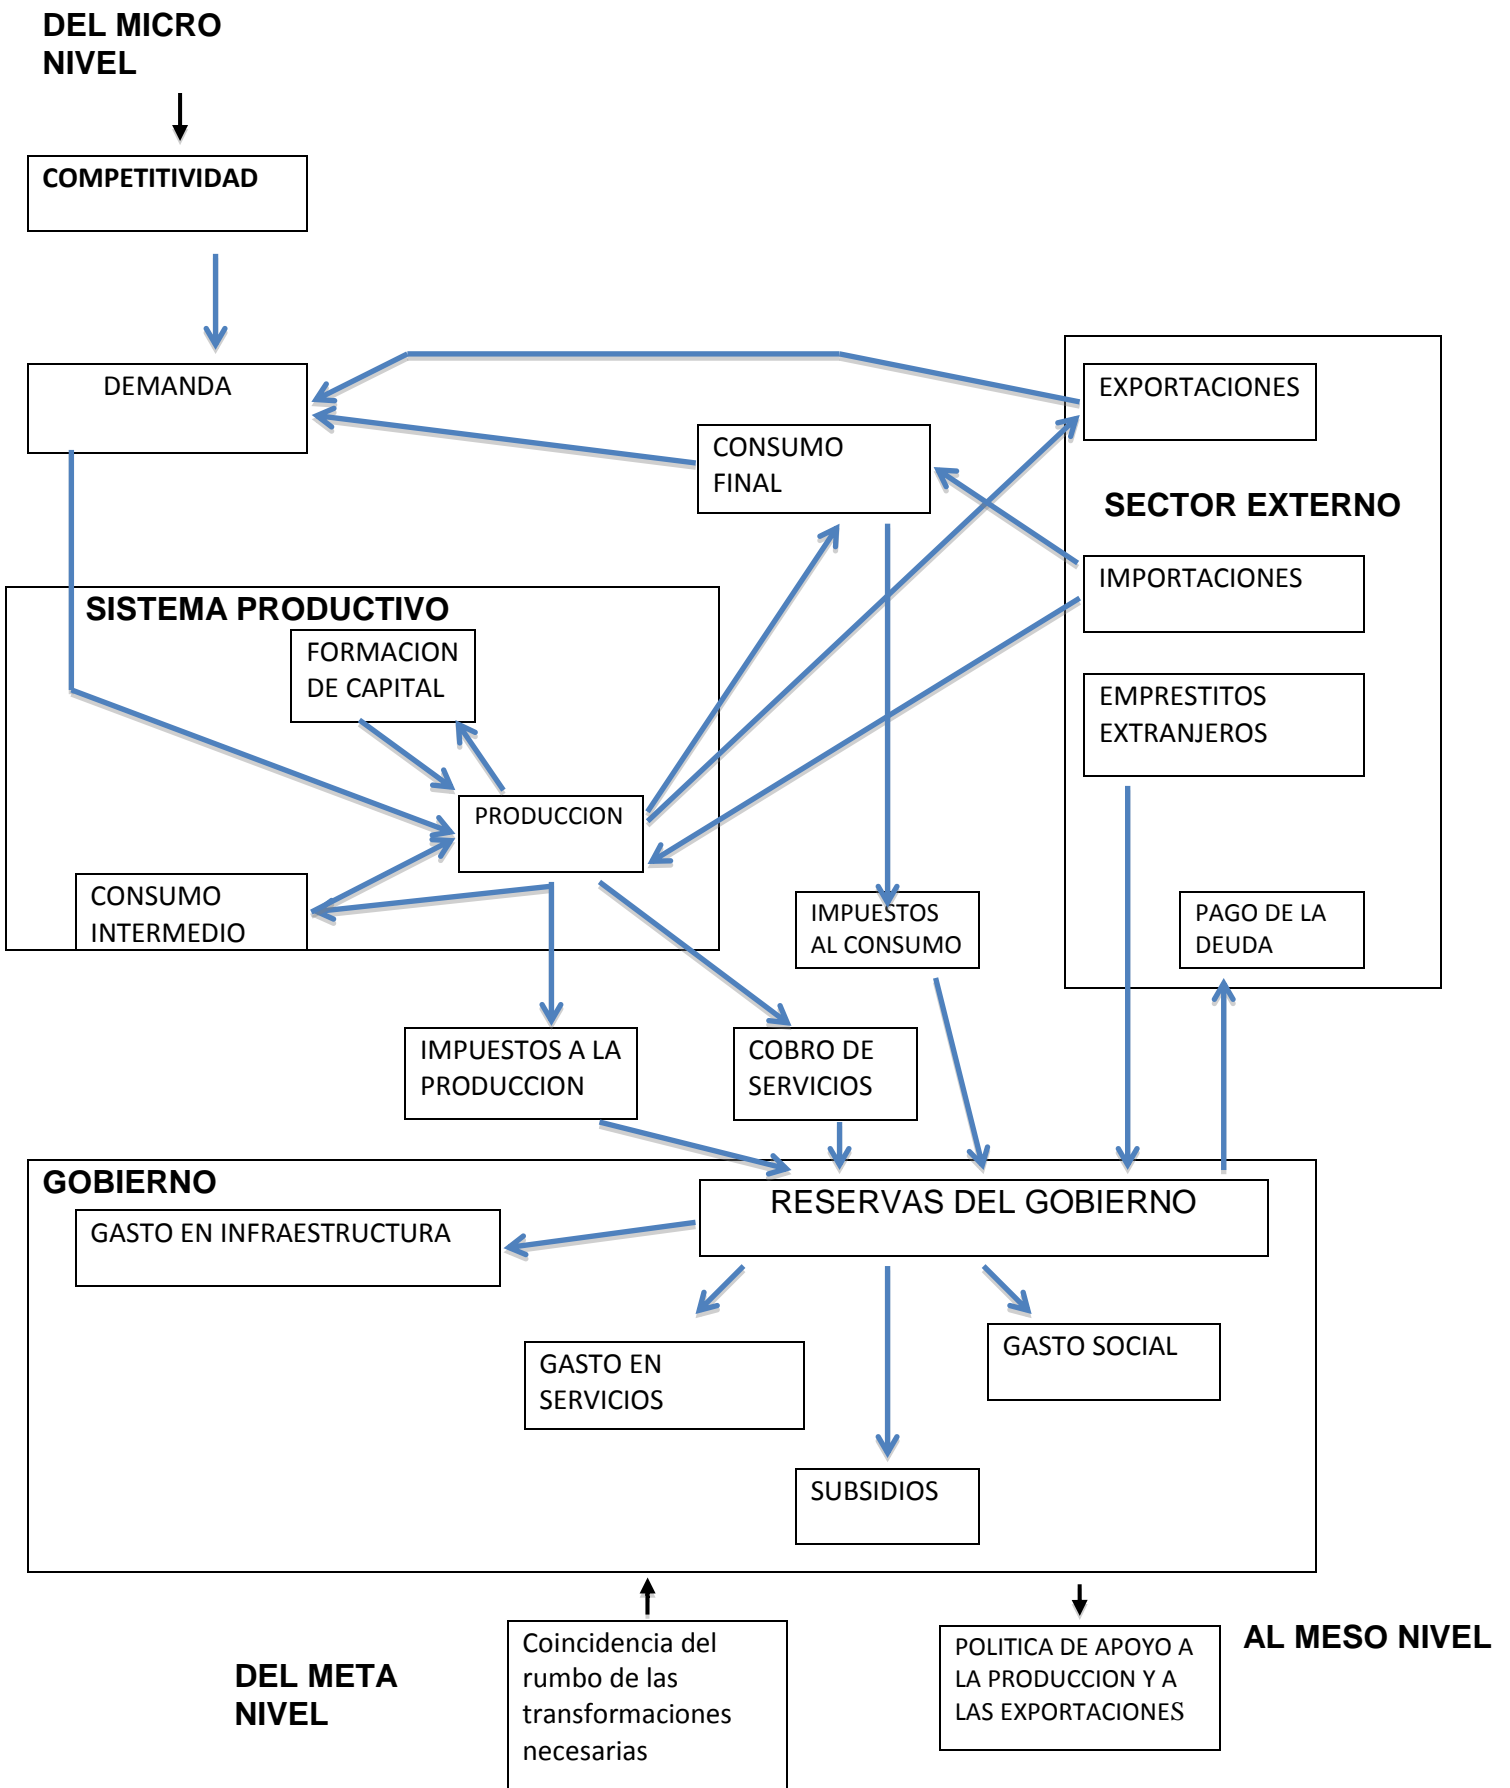 DEL MICRO
NIVEL
COMPETITIVIDAD
DEMANDA
EXPORTACIONES
CONSUMO
FINAL
SECTOR EXTERNO
IMPORTACIONES
SISTEMA PRODUCTIVO
FORMACION
DE CAPITAL
EMPRESTITOS
EXTRANJEROS
PRODUCCION
CONSUMO
INTERMEDIO
IMPUESTOS
AL CONSUMO
PAGO DE LA
DEUDA
IMPUESTOS A LA
PRODUCCION
COBRO DE
SERVICIOS
GOBIERNO
RESERVAS DEL GOBIERNO
GASTO EN INFRAESTRUCTURA
GASTO EN
SERVICIOS
GASTO SOCIAL
SUBSIDIOS
DEL META
NIVEL
Coincidencia del
rumbo de las
transformaciones
necesarias
POLITICA DE APOYO A
LA PRODUCCION Y A
LAS EXPORTACIONES
AL MESO NIVEL